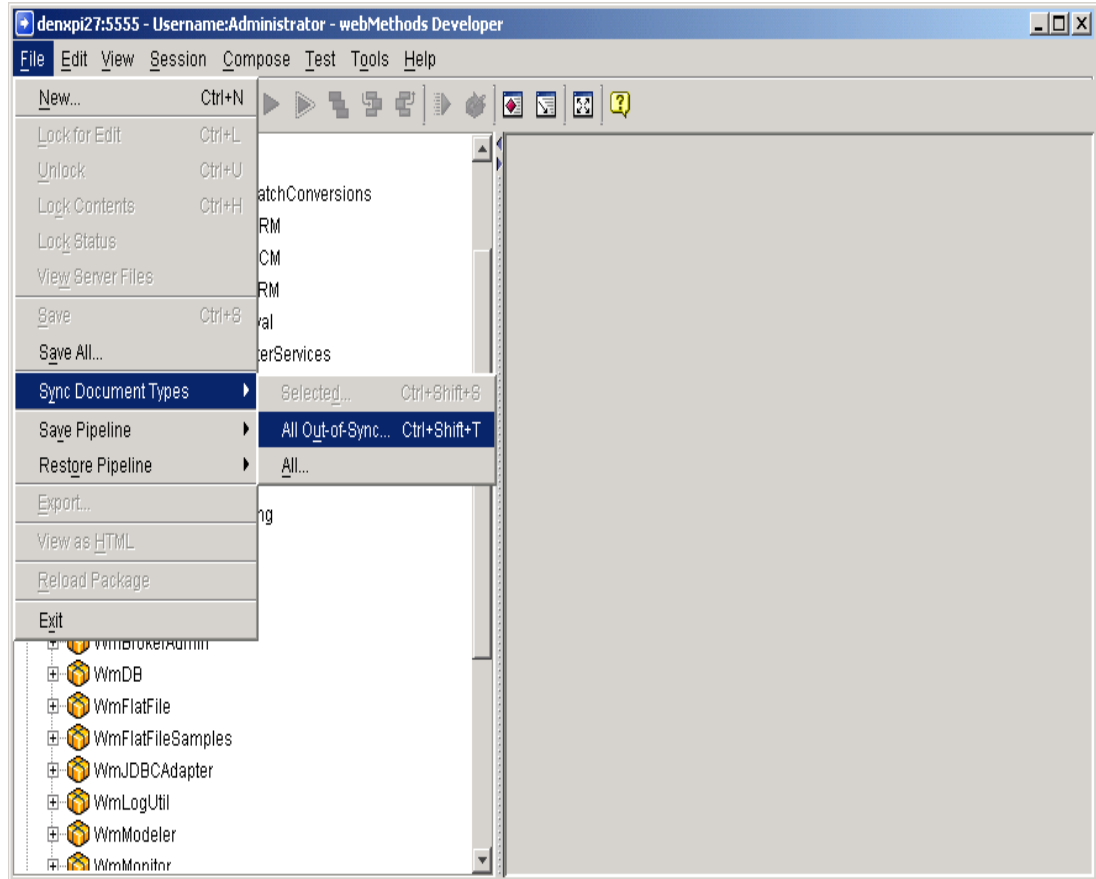 denxpi27:5555 - Username:Administrator - webMethods Developer
File Edit View Session Compose Test Tools Help
New... Ctrl+N
Lock for Edit Ctrl+L
Unlock Ctrl+U
Lock Contents Ctrl+H
Lock Status
View Server Files
Save Ctrl+S
Save All...
Sync Document Types
Save Pipeline
Restore Pipeline
Export...
View as HTML
Reload Package
Exit
Selected... Ctrl+Shift+S
All Out-of-Sync... Ctrl+Shift+T
All...
atchConversions
RM
CM
RM
val
terServices
ng
WmBrokerAdmin
WmDB
WmFlatFile
WmFlatFileSamples
WmJDBCAdapter
WmLogUtil
WmModeler
WmMonitor